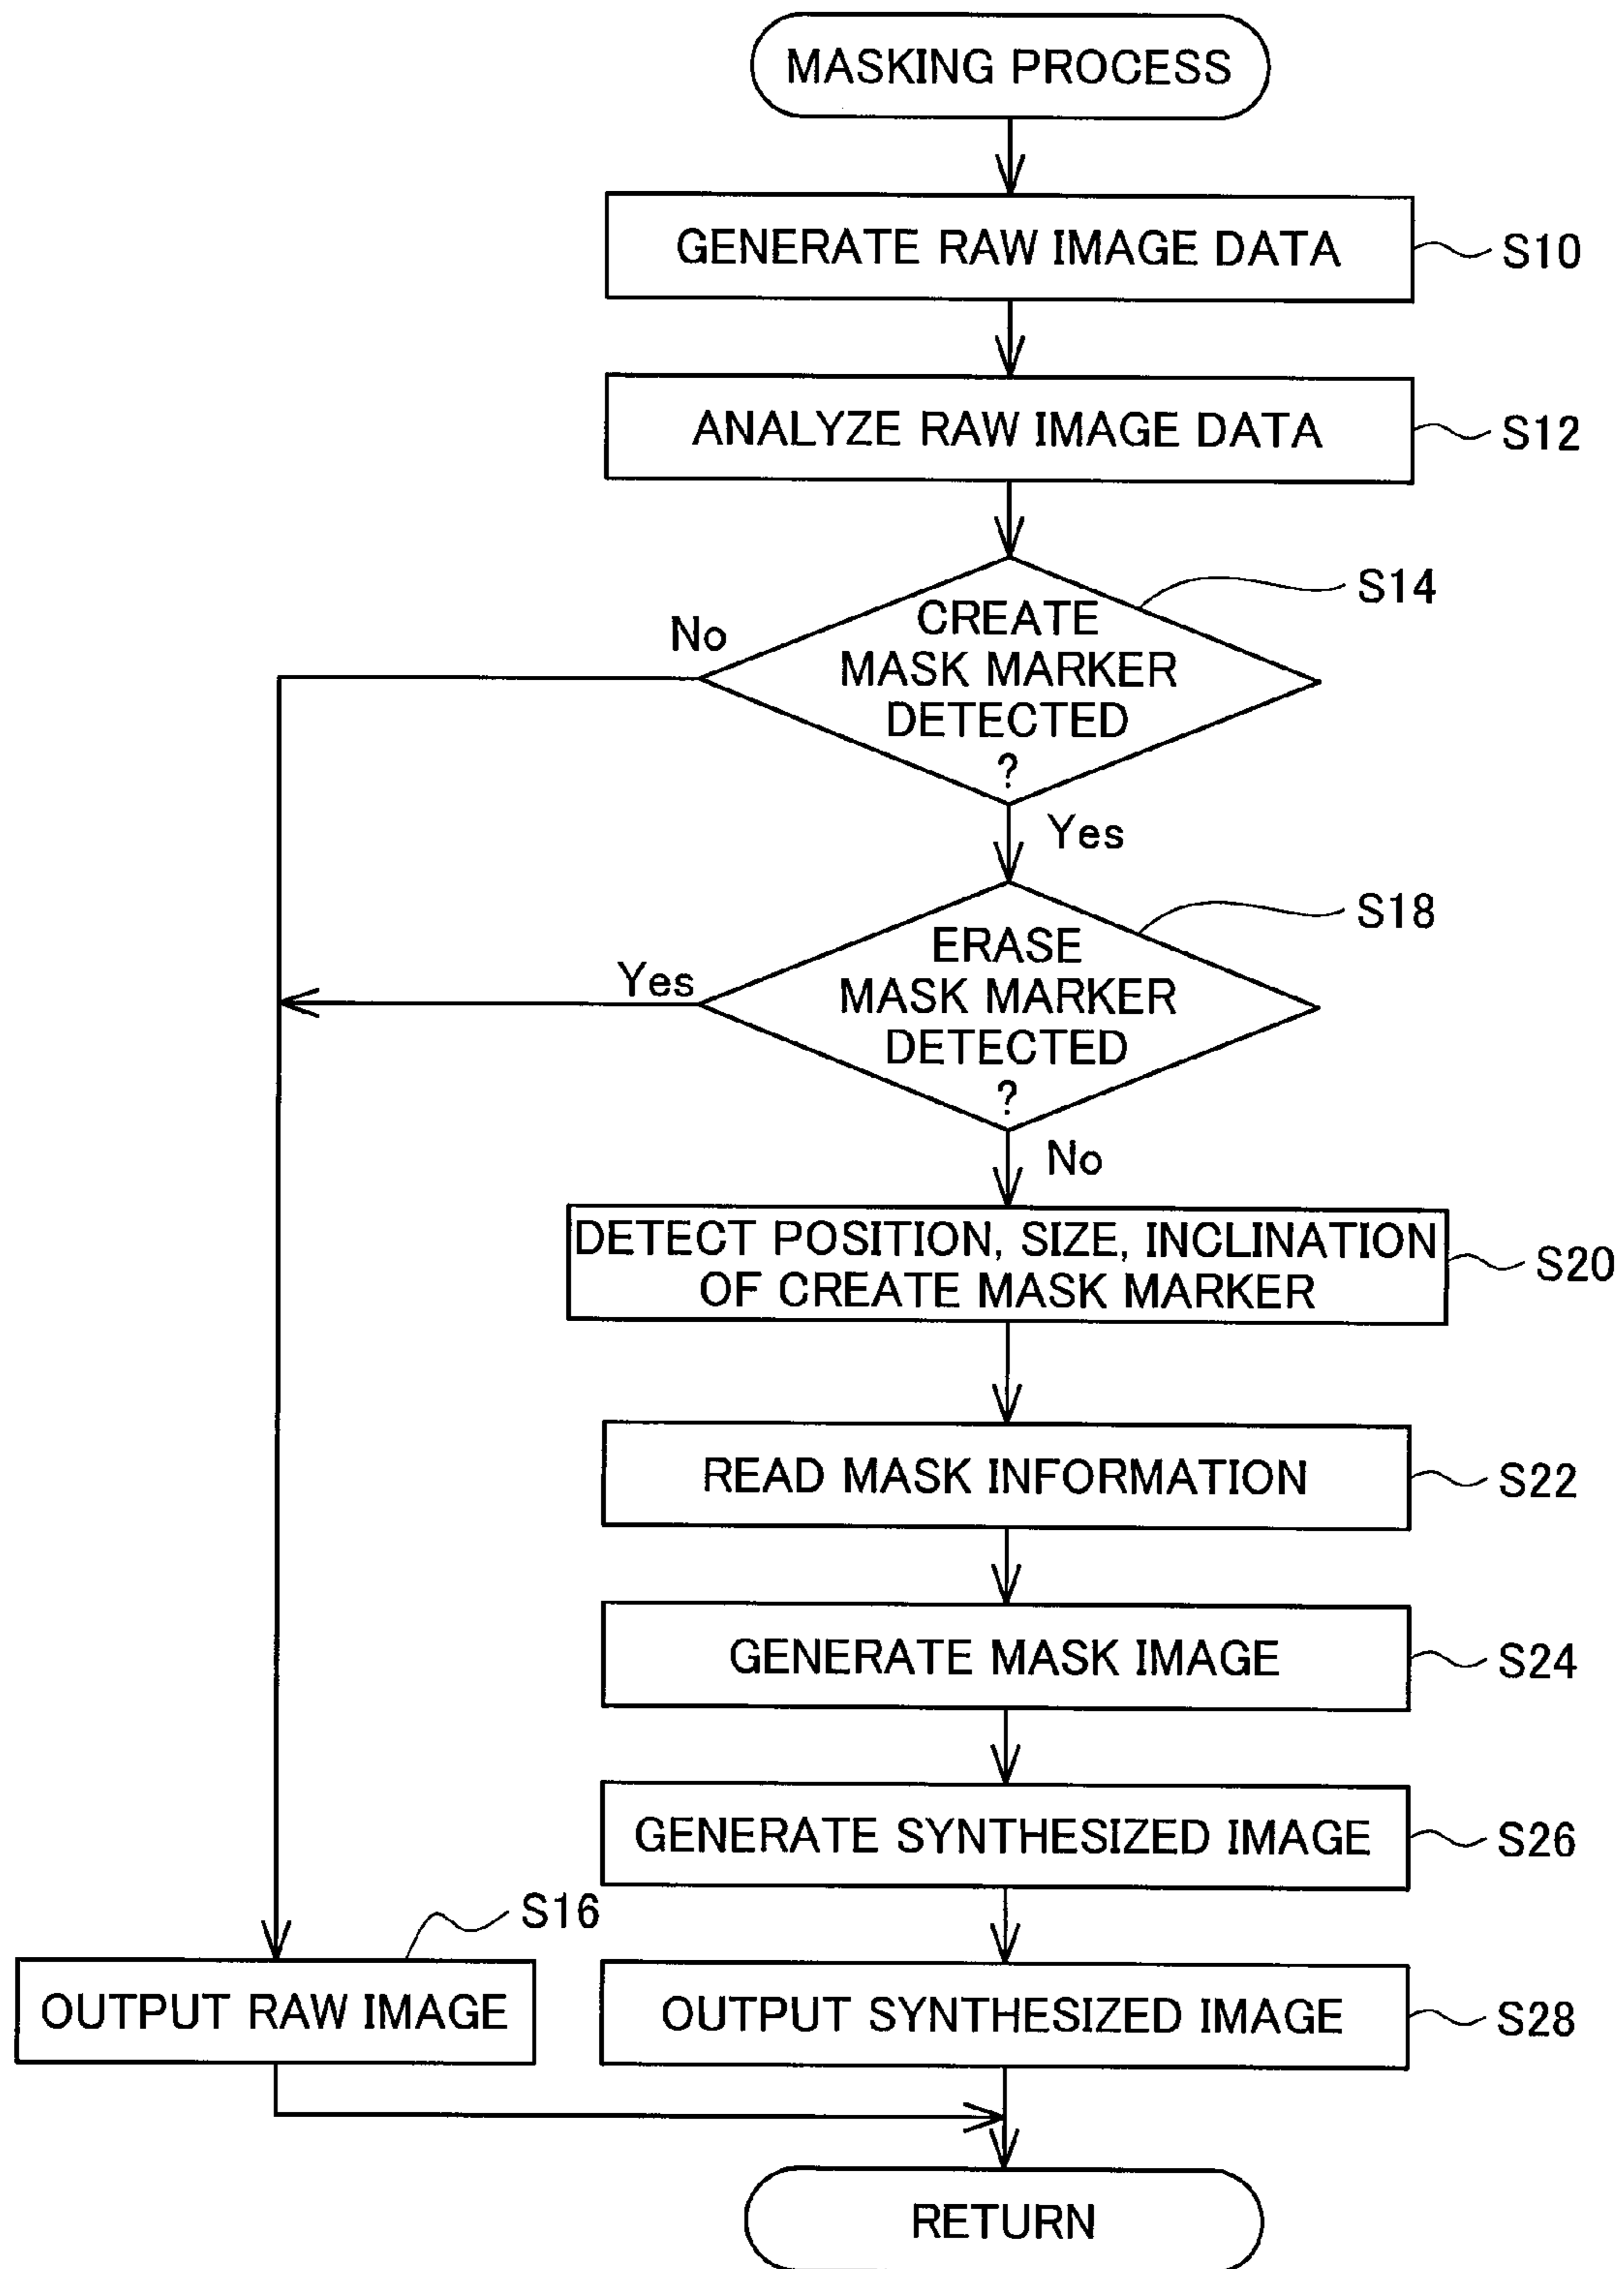 MASKING PROCESS
GENERATE RAW IMAGE DATA
S10
ANALYZE RAW IMAGE DATA
S12
CREATE
MASK MARKER
DETECTED
?
S14
No
Yes
ERASE
MASK MARKER
DETECTED
?
S18
Yes
No
DETECT POSITION, SIZE, INCLINATION
OF CREATE MASK MARKER
S20
READ MASK INFORMATION
S22
GENERATE MASK IMAGE
S24
GENERATE SYNTHESIZED IMAGE
S26
S16
OUTPUT RAW IMAGE
OUTPUT SYNTHESIZED IMAGE
S28
RETURN